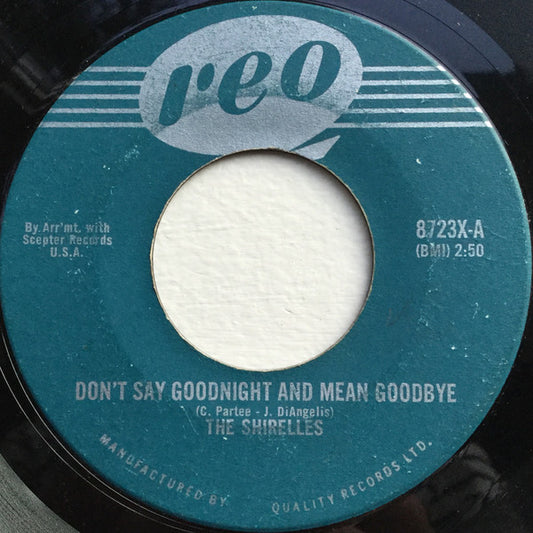 reo
By Arr'mt. with
Scepter Records
U.S.A.
8723X-A
(BMI) 2:50
DON'T SAY GOODNIGHT AND MEAN GOODBYE
(C. Partee - J. DiAngelis)
THE SHIRELLES
MANUFACTURED BY QUALITY RECORDS LTD.